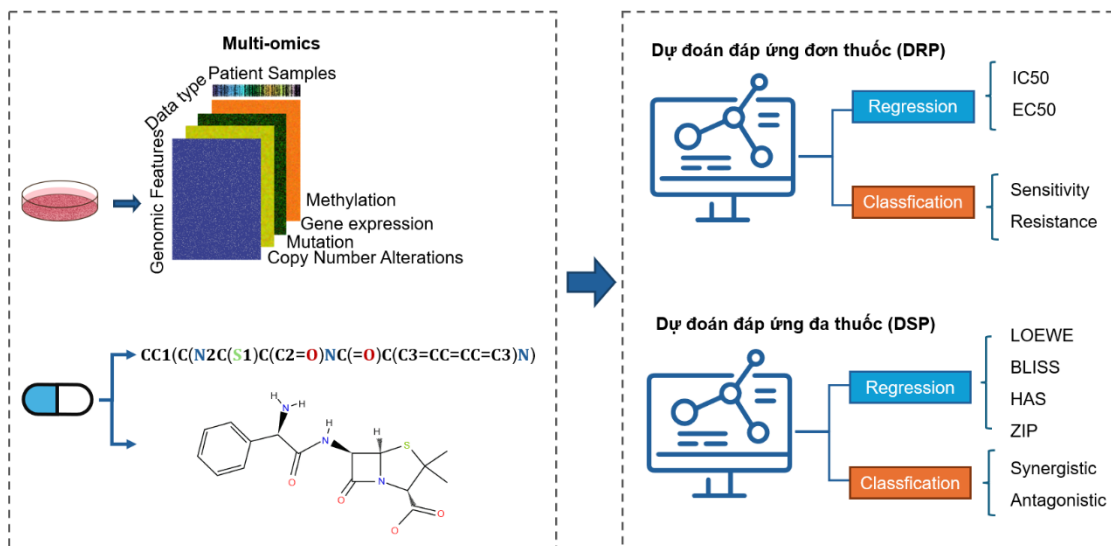 Multi-omics
Patient Samples
Data type
Genomic Features
Methylation
Gene expression
Mutation
Copy Number Alterations
CC1(C(N2C(S1)C(C2=O)NC(=O)C(C3=CC=CC=C3)N)
H
N
H
H
N
O
H
S
N
O
O
O
Dự đoán đáp ứng đơn thuốc (DRP)
Regression
IC50
EC50
Classfication
Sensitivity
Resistance
Dự đoán đáp ứng đa thuốc (DSP)
Regression
LOEWE
BLISS
HAS
ZIP
Classfication
Synergistic
Antagonistic